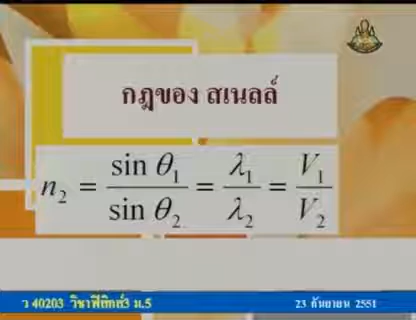 กฎของ สเนลล์
n₂ = sin θ₁ / sin θ₂ = λ₁ / λ₂ = V₁ / V₂
ว 40203 วิชาฟิสิกส์3 ม.5
23 กันยายน 2551